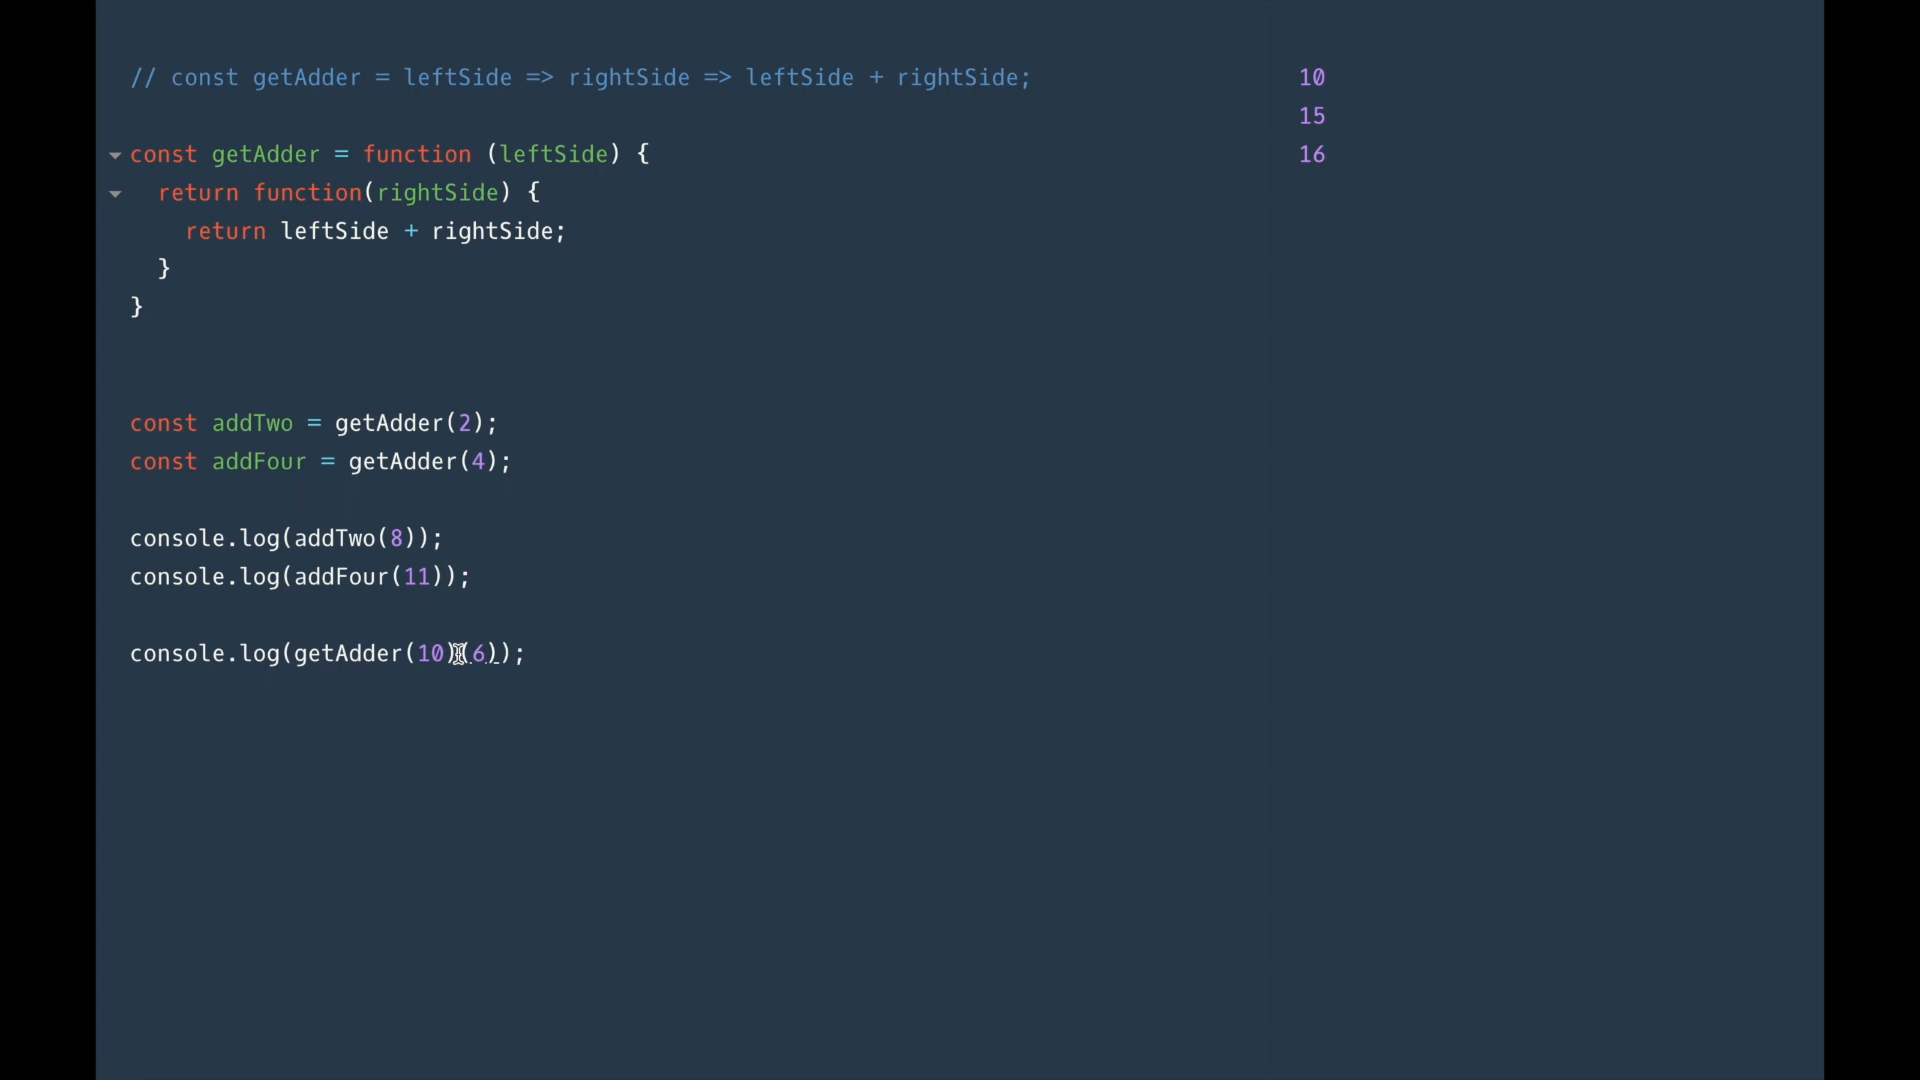 // const getAdder = leftSide => rightSide => leftSide + rightSide;
const getAdder = function (leftSide) {
return function(rightSide) {
return leftSide + rightSide;
}
}
const addTwo = getAdder(2);
const addFour = getAdder(4);
console.log(addTwo(8));
console.log(addFour(11));
console.log(getAdder(10)(6));
10
15
16